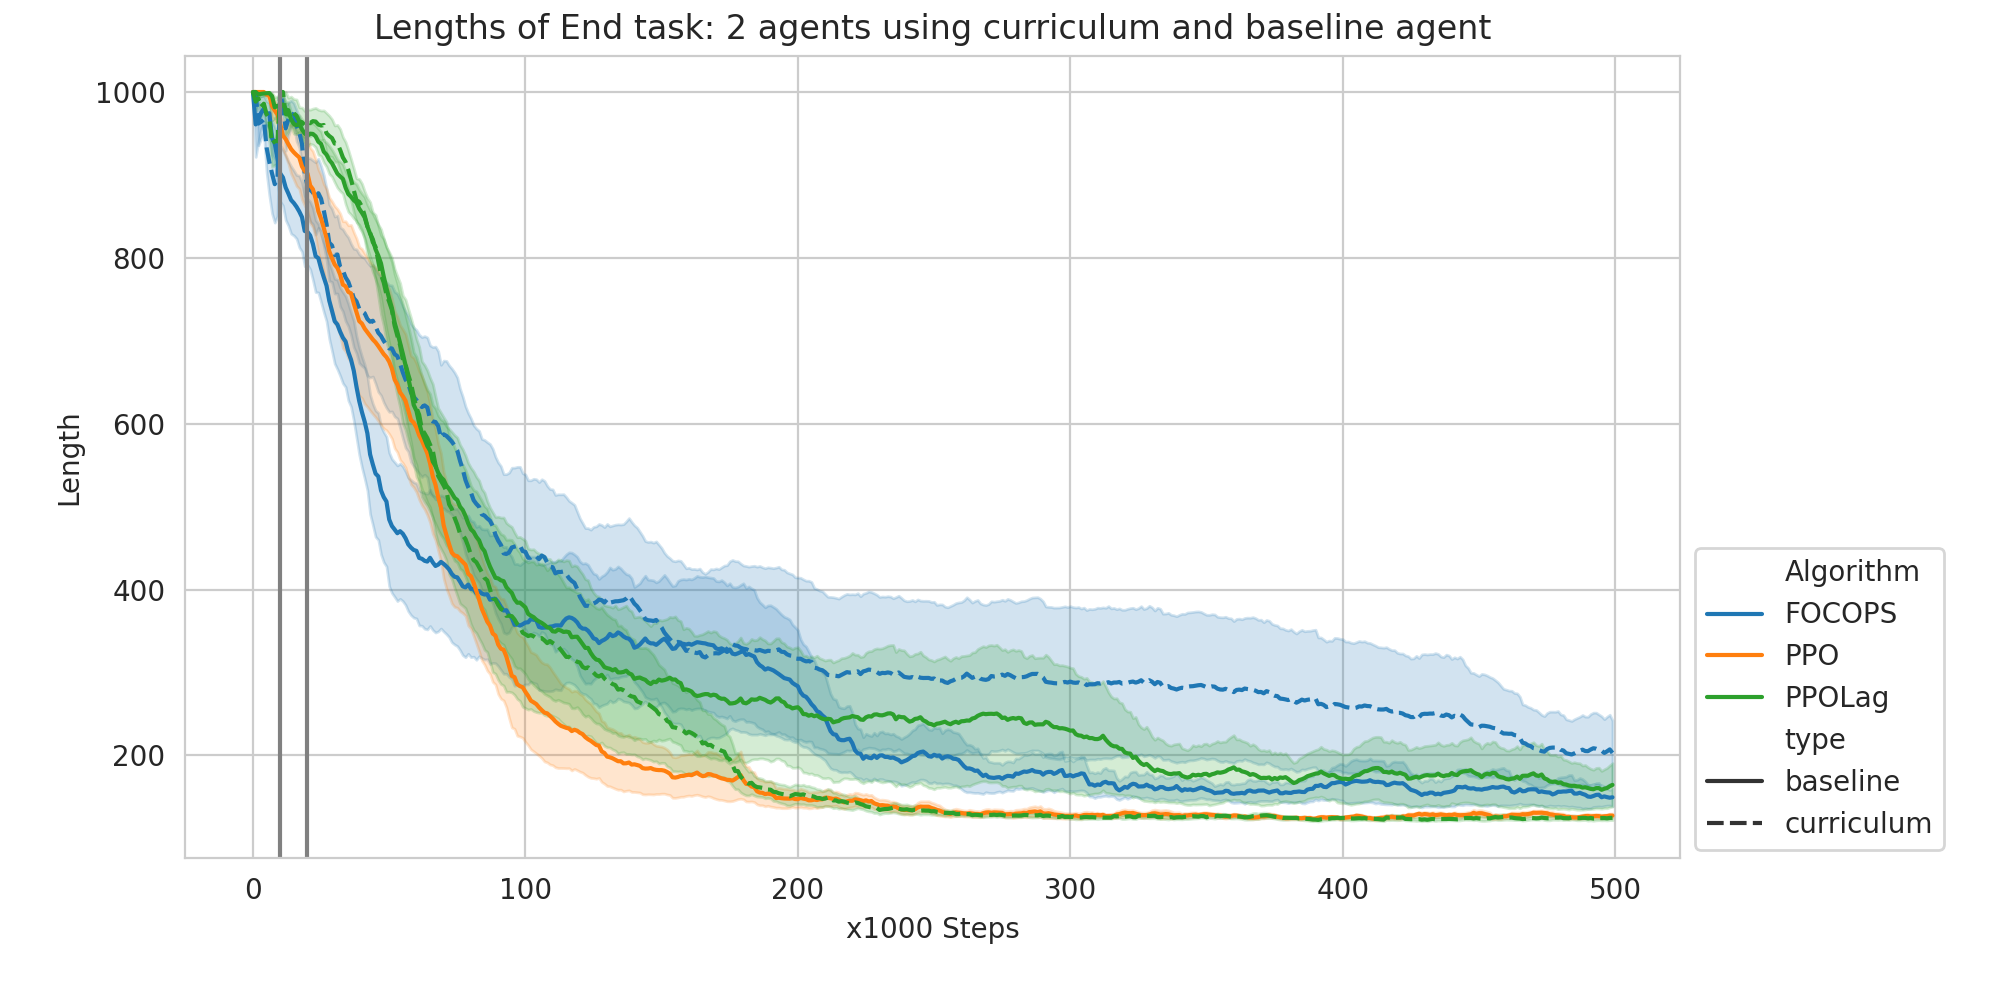 Lengths of End task: 2 agents using curriculum and baseline agent
1000
800
600
400
200
Length
0
100
200
300
400
500
x1000 Steps
Algorithm
FOCOPS
PPO
PPOLag
type
baseline
curriculum